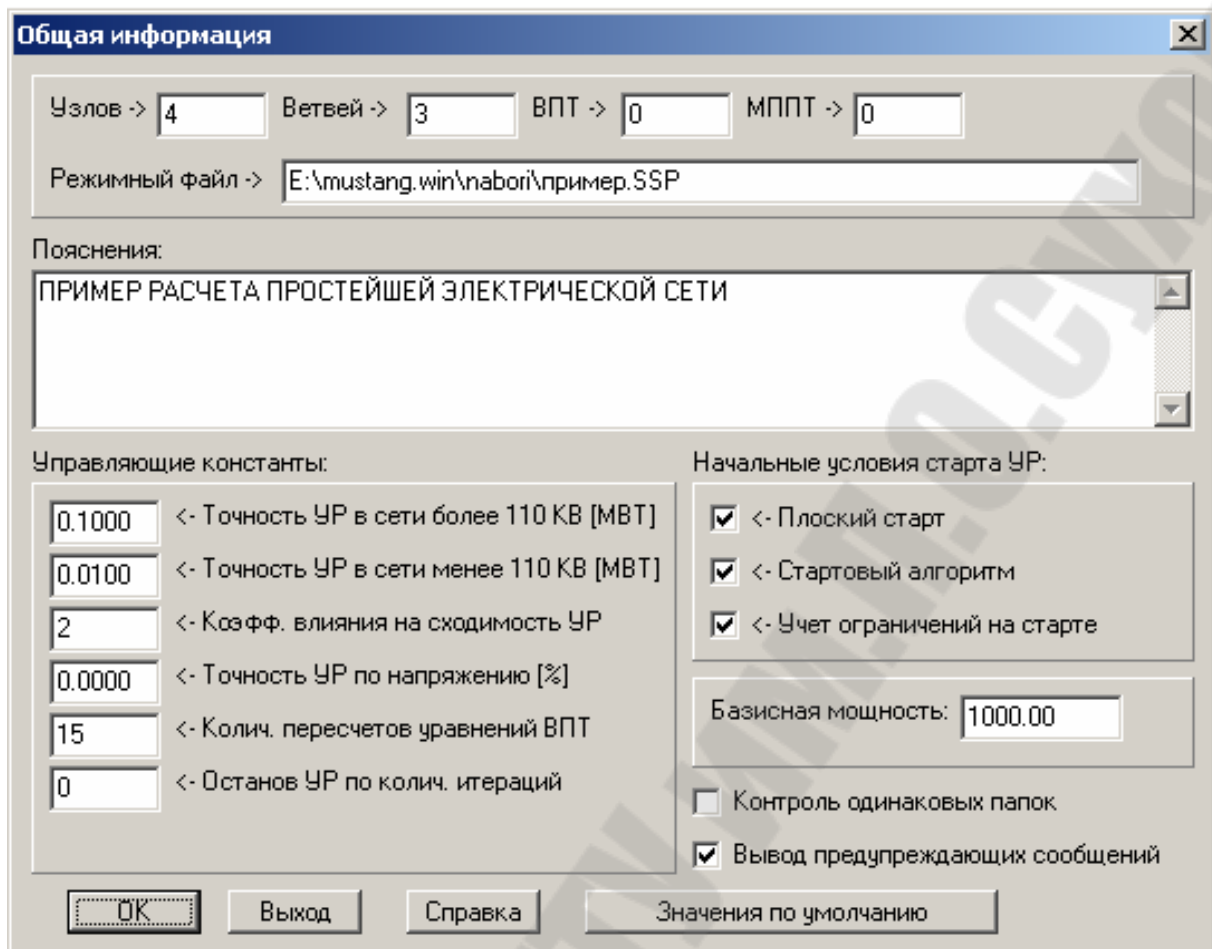 Общая информация
Узлов -> 4 Ветвей -> 3 ВПТ -> 0 МППТ -> 0
Режимный файл -> E:\mustang.win\nabori\пример.SSP
Пояснения:
ПРИМЕР РАСЧЕТА ПРОСТЕЙШЕЙ ЭЛЕКТРИЧЕСКОЙ СЕТИ
Управляющие константы:
0.1000 <- Точность УР в сети более 110 КВ [МВТ]
0.0100 <- Точность УР в сети менее 110 КВ [МВТ]
2 <- Коэфф. влияния на сходимость УР
0.0000 <- Точность УР по напряжению [%]
15 <- Колич. пересчетов уравнений ВПТ
0 <- Останов УР по колич. итераций
Начальные условия старта УР:
<- Плоский старт
<- Стартовый алгоритм
<- Учет ограничений на старте
Базисная мощность: 1000.00
Контроль одинаковых папок
Вывод предупреждающих сообщений
OK Выход Справка Значения по умолчанию
им.П.О.Сухо